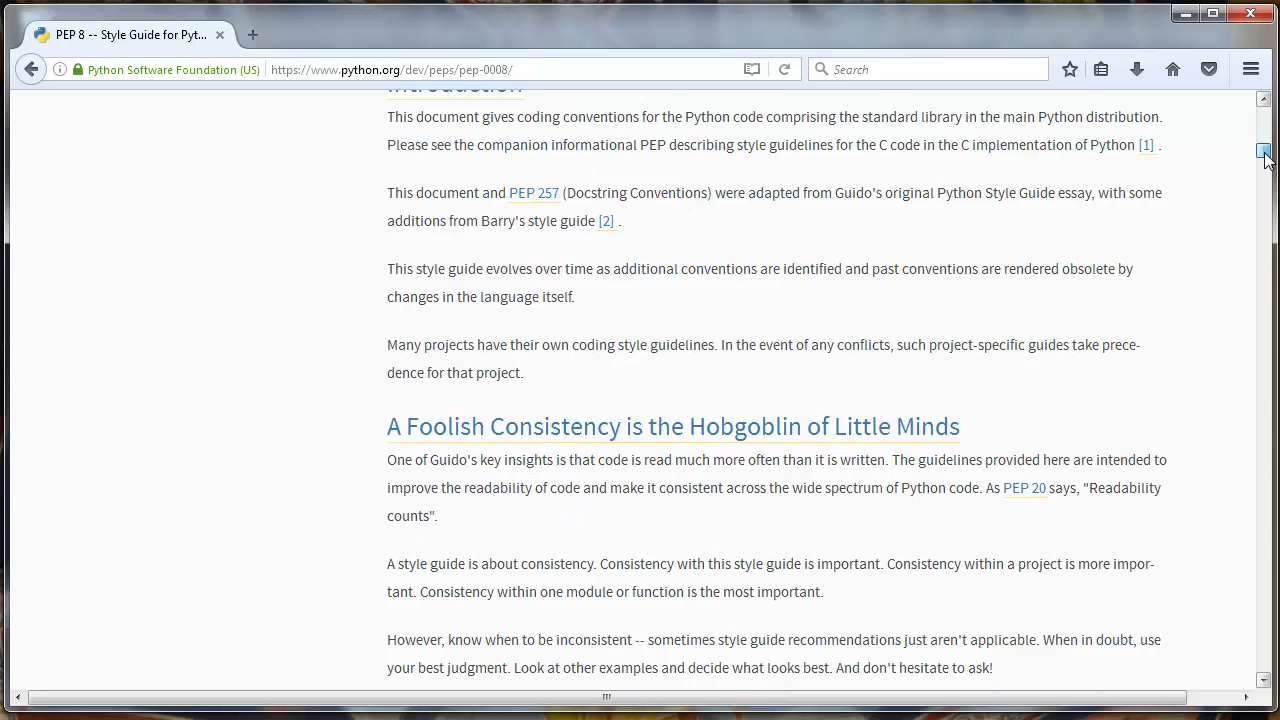 PEP 8 -- Style Guide for Pyt...
Python Software Foundation (US)
https://www.python.org/dev/peps/pep-0008/
Search
Introduction
This document gives coding conventions for the Python code comprising the standard library in the main Python distribution.
Please see the companion informational PEP describing style guidelines for the C code in the C implementation of Python [1] .
This document and PEP 257 (Docstring Conventions) were adapted from Guido's original Python Style Guide essay, with some
additions from Barry's style guide [2] .
This style guide evolves over time as additional conventions are identified and past conventions are rendered obsolete by
changes in the language itself.
Many projects have their own coding style guidelines. In the event of any conflicts, such project-specific guides take prece-
dence for that project.
A Foolish Consistency is the Hobgoblin of Little Minds
One of Guido's key insights is that code is read much more often than it is written. The guidelines provided here are intended to
improve the readability of code and make it consistent across the wide spectrum of Python code. As PEP 20 says, "Readability
counts".
A style guide is about consistency. Consistency with this style guide is important. Consistency within a project is more impor-
tant. Consistency within one module or function is the most important.
However, know when to be inconsistent -- sometimes style guide recommendations just aren't applicable. When in doubt, use
your best judgment. Look at other examples and decide what looks best. And don't hesitate to ask!